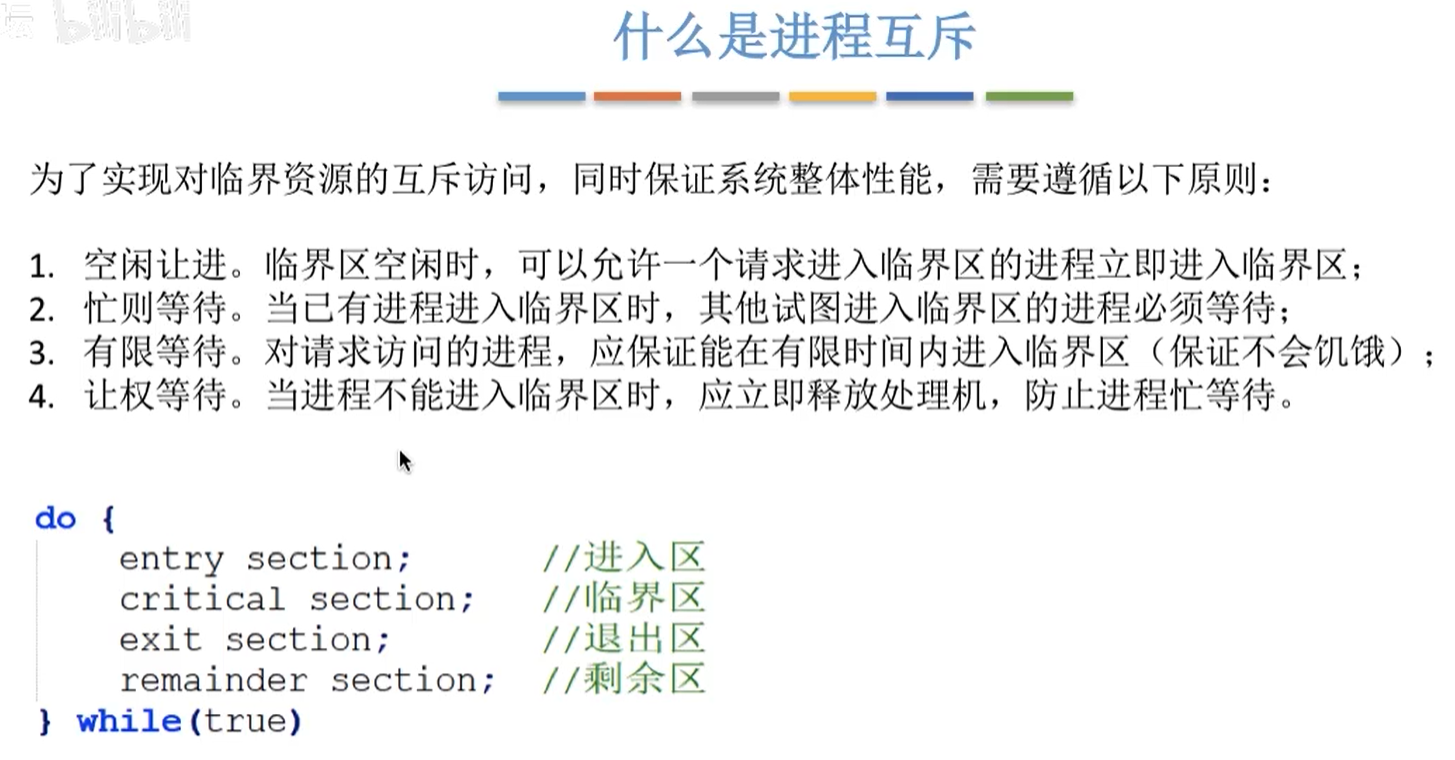 坛 bilibili
什么是进程互斥
为了实现对临界资源的互斥访问，同时保证系统整体性能，需要遵循以下原则：
1. 空闲让进。临界区空闲时，可以允许一个请求进入临界区的进程立即进入临界区；
2. 忙则等待。当已有进程进入临界区时，其他试图进入临界区的进程必须等待；
3. 有限等待。对请求访问的进程，应保证能在有限时间内进入临界区（保证不会饥饿）；
4. 让权等待。当进程不能进入临界区时，应立即释放处理机，防止进程忙等待。
do {
entry section; //进入区
critical section; //临界区
exit section; //退出区
remainder section; //剩余区
} while(true)